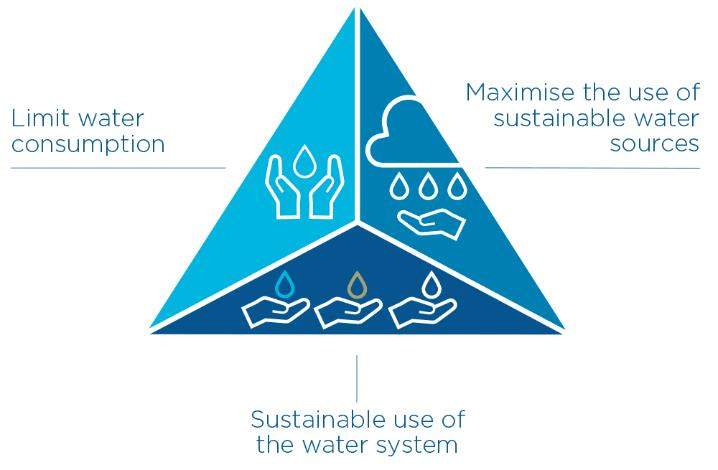 Limit water
consumption
Maximise the use of
sustainable water
sources
Sustainable use of
the water system